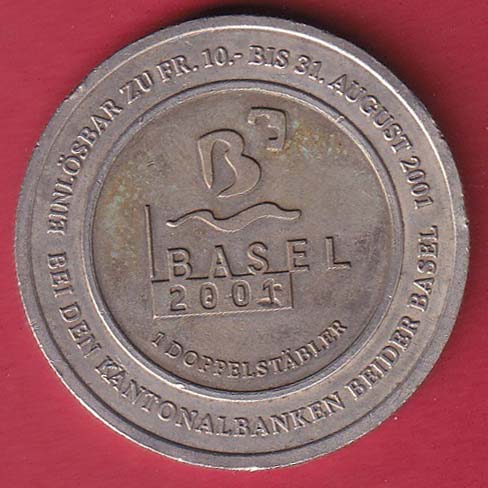 EINLÖSBAR ZU FR. 10.- BIS 31. AUGUST 2001
BEI DEN KANTONALBANKEN BEIDER BASEL
B
BASEL
2001
1 DOPPELSTÄBLER